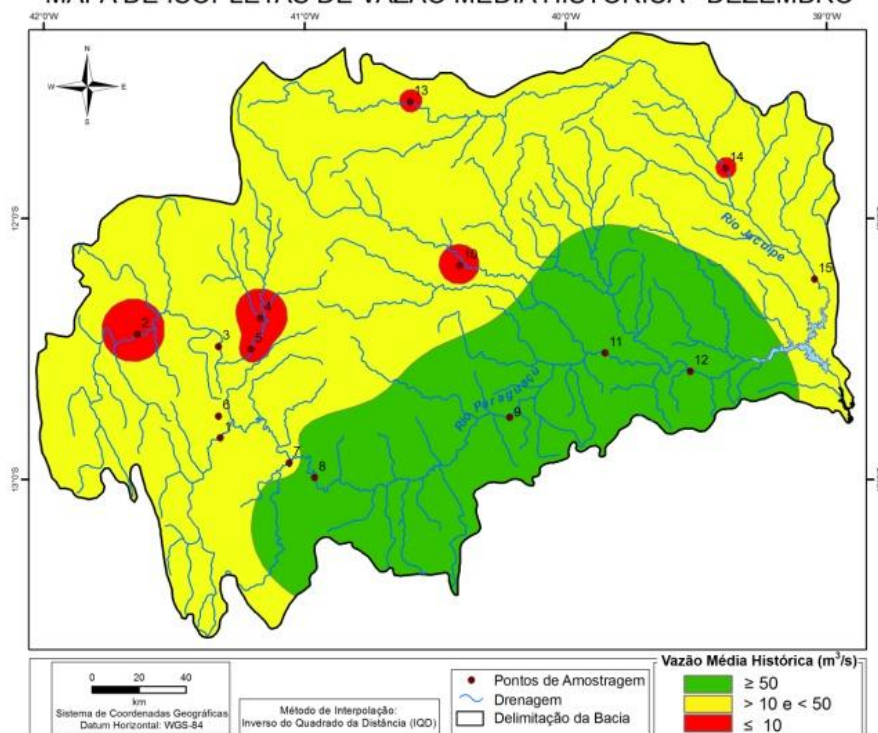 MAPA DE ISOPLETAS DE VAZÃO MÉDIA HISTÓRICA - DEZEMBRO
42°0'W 41°0'W 40°0'W 39°0'W
N
W E
S
13
14
12°0'S
Rio Jacuípe
10
15
4
2
3
5
11
12
6
1
Rio Paraguaçu
9
7
8
13°0'S
0 20 40
km
Sistema de Coordenadas Geográficas
Datum Horizontal: WGS-84
Método de Interpolação:
Inverso do Quadrado da Distância (IQD)
Pontos de Amostragem
Drenagem
Delimitação da Bacia
Vazão Média Histórica (m³/s)
≥ 50
> 10 e < 50
≤ 10